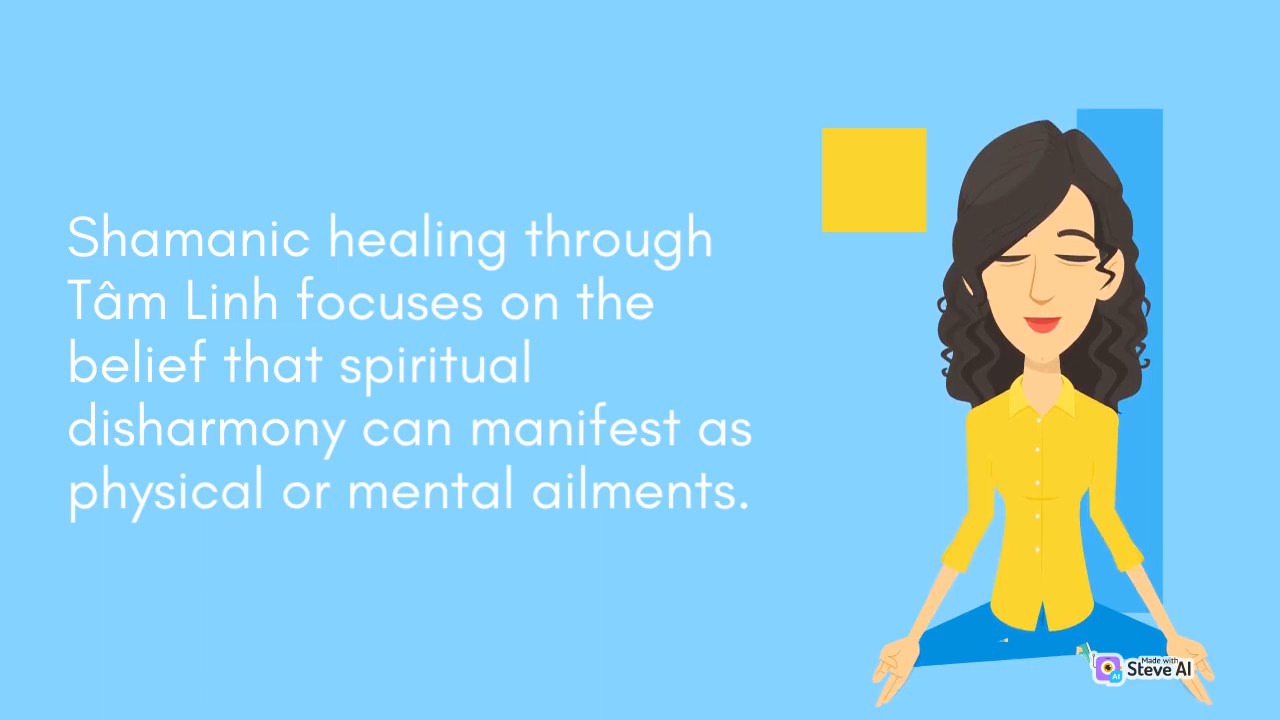 Shamanic healing through
Tâm Linh focuses on the
belief that spiritual
disharmony can manifest as
physical or mental ailments.
Made with
Steve AI
AI